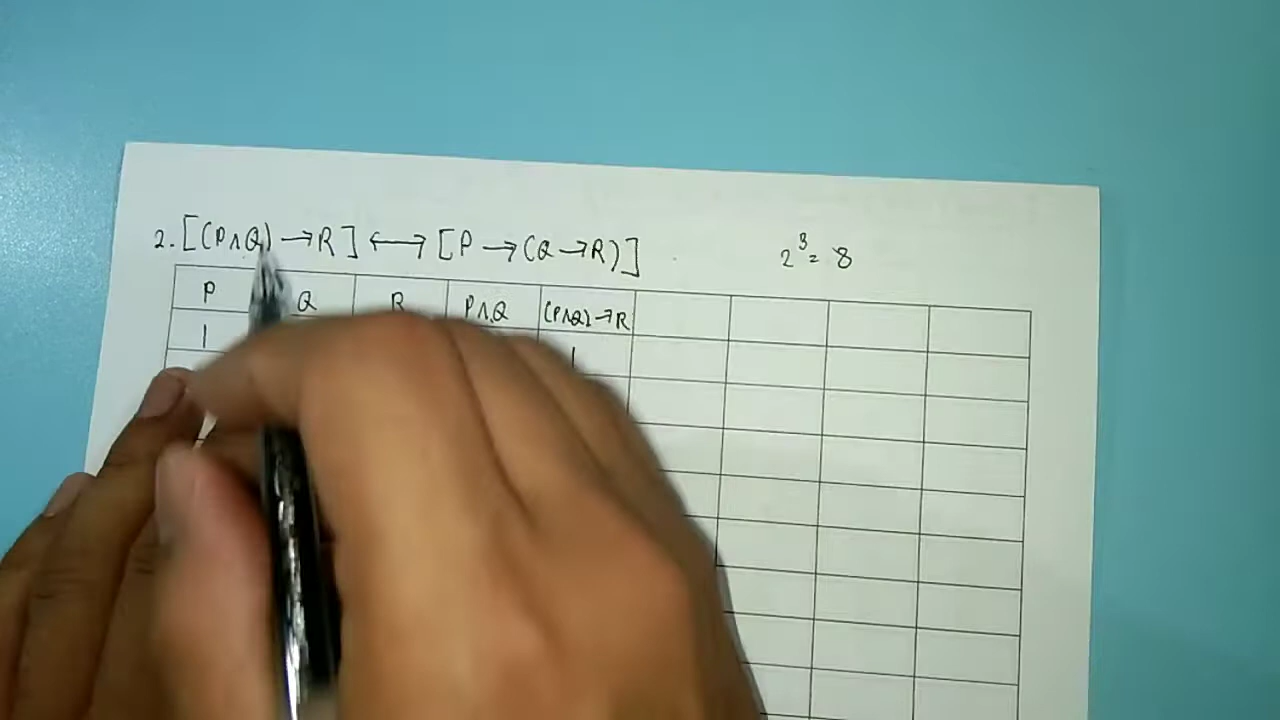 2. [(P∧Q) → R] ⟷ [P → (Q → R)] 2³ = 8
P Q R P∧Q (P∧Q) → R
1 1